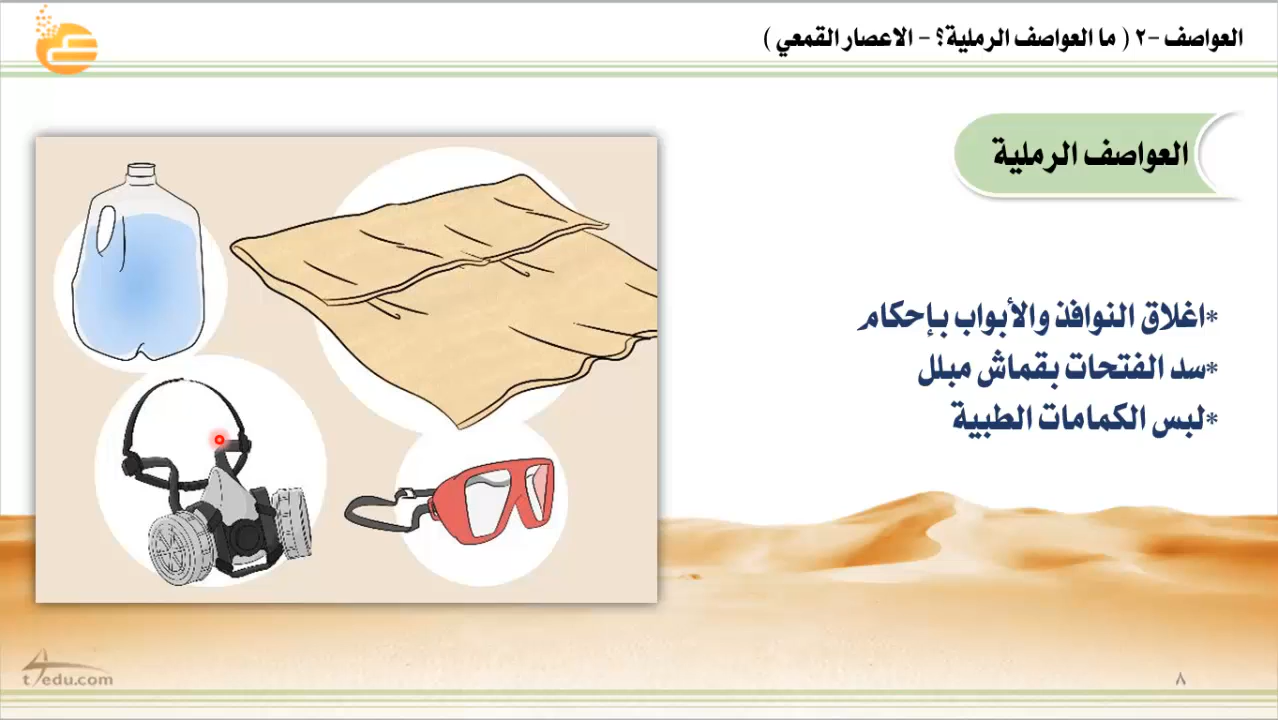 العواصف -٢ ( ما العواصف الرملية؟ - الاعصار القمعي )
العواصف الرملية
*اغلاق النوافذ والأبواب بإحكام
*سد الفتحات بقماش مبلل
*لبس الكمامات الطبية
t4edu.com
٨